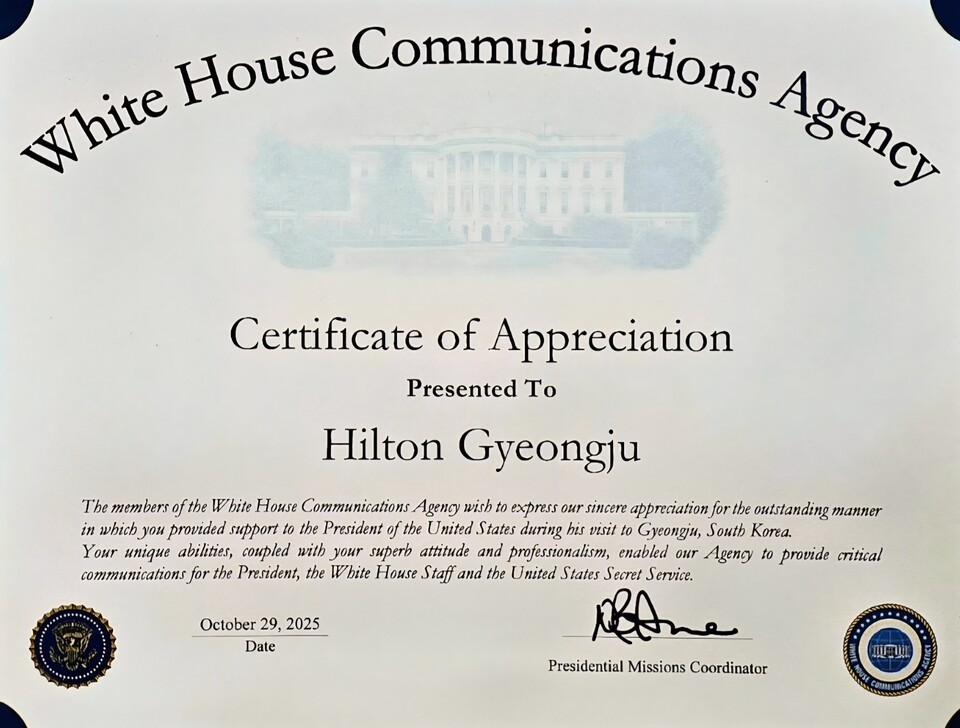 White House Communications Agency
Certificate of Appreciation
Presented To
Hilton Gyeongju
The members of the White House Communications Agency wish to express our sincere appreciation for the outstanding manner
in which you provided support to the President of the United States during his visit to Gyeongju, South Korea.
Your unique abilities, coupled with your superb attitude and professionalism, enabled our Agency to provide critical
communications for the President, the White House Staff and the United States Secret Service.
October 29, 2025
Date
Presidential Missions Coordinator
WHITE HOUSE COMMUNICATIONS AGENCY